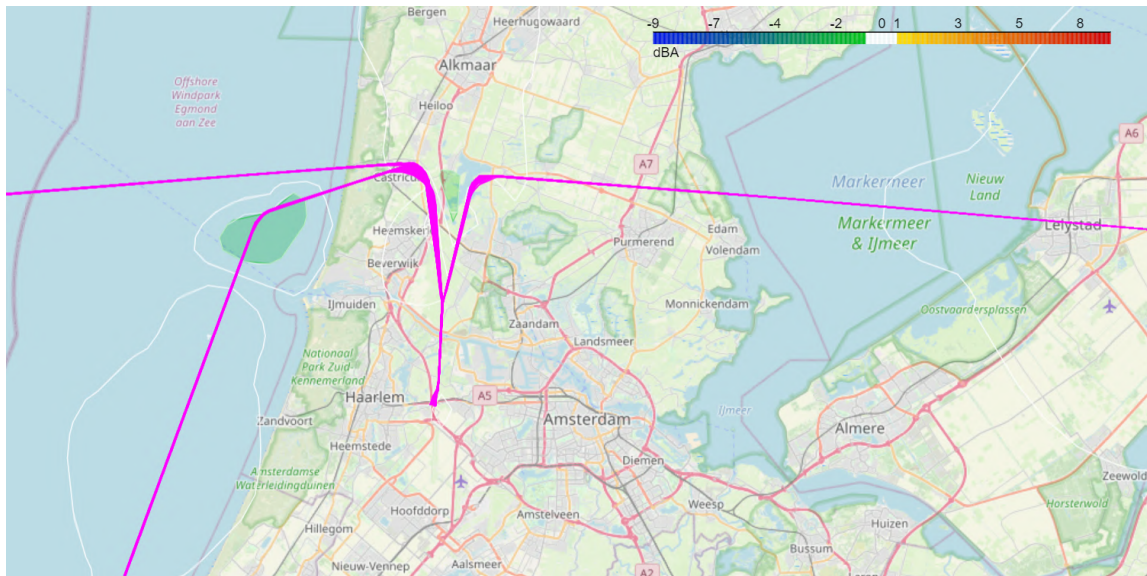 Bergen
Heerhugowaard
-9
-7
-4
-2
0
1
3
5
8
dBA
Alkmaar
Offshore
Windpark
Egmond
aan Zee
Heiloo
A7
A6
Markermeer
Nieuw
Land
Markermeer
& IJmeer
Lelystad
Edam
Volendam
Purmerend
Beverwijk
IJmuiden
Monnickendam
Oostvaardersplassen
Zaandam
Landsmeer
Nationaal
Park Zuid
Kennemerland
Haarlem
A5
Zandvoort
Amsterdam
IJmeer
Almere
Heemstede
Diemen
Amsterdamse
Waterleidingduinen
Weesp
Zeewold
Hoofddorp
Amstelveen
Horsterwold
Hillegom
Huizen
Bussum
Nieuw-Vennep
Aalsmeer
A2